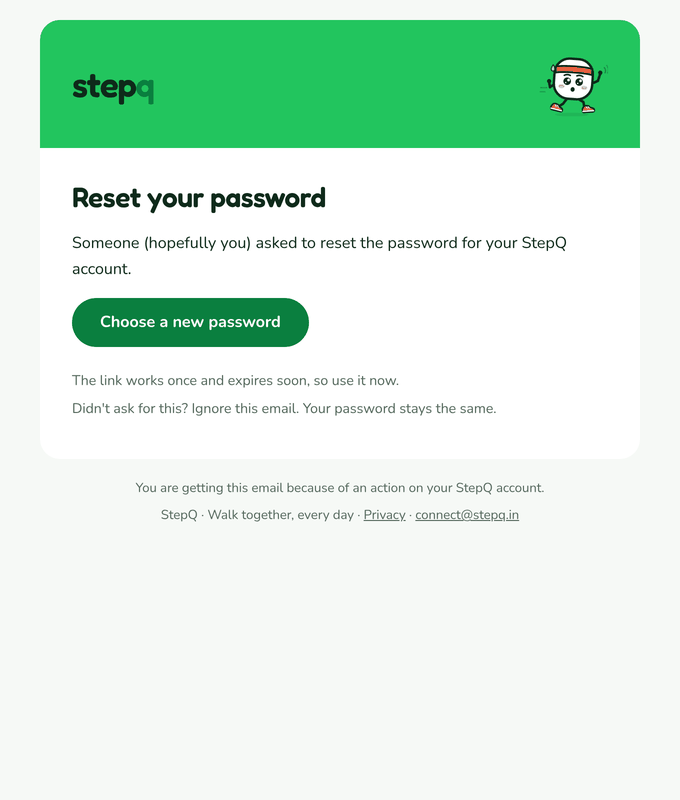 stepq
Reset your password
Someone (hopefully you) asked to reset the password for your StepQ
account.
Choose a new password
The link works once and expires soon, so use it now.
Didn't ask for this? Ignore this email. Your password stays the same.
You are getting this email because of an action on your StepQ account.
StepQ · Walk together, every day · Privacy · connect@stepq.in